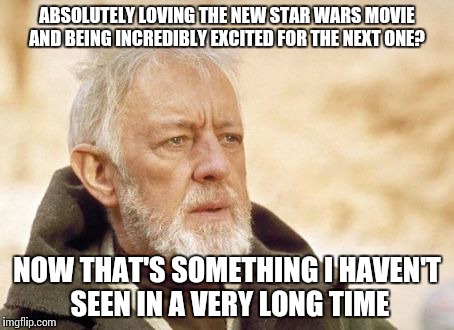 ABSOLUTELY LOVING THE NEW STAR WARS MOVIE
AND BEING INCREDIBLY EXCITED FOR THE NEXT ONE?
NOW THAT'S SOMETHING I HAVEN'T
SEEN IN A VERY LONG TIME
imgflip.com